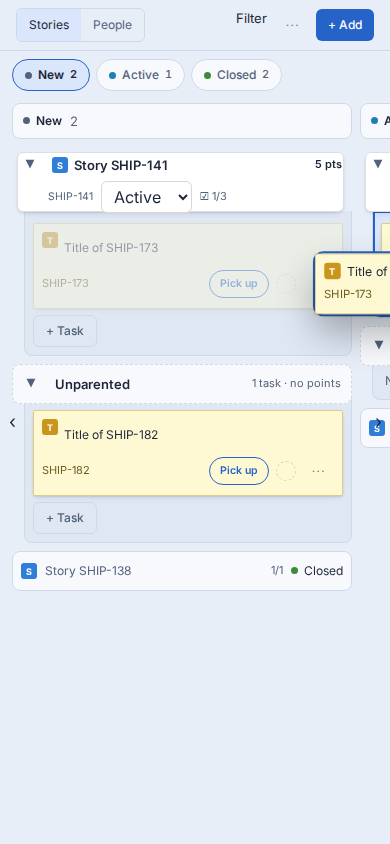 Stories People Filter ... + Add
New 2 Active 1 Closed 2
New 2
S Story SHIP-141 5 pts
SHIP-141 Active 1/3
T Title of SHIP-173
SHIP-173 Pick up
T Title of
SHIP-173
+ Task
Unparented 1 task · no points
T Title of SHIP-182
SHIP-182 Pick up ...
+ Task
S Story SHIP-138 1/1 Closed